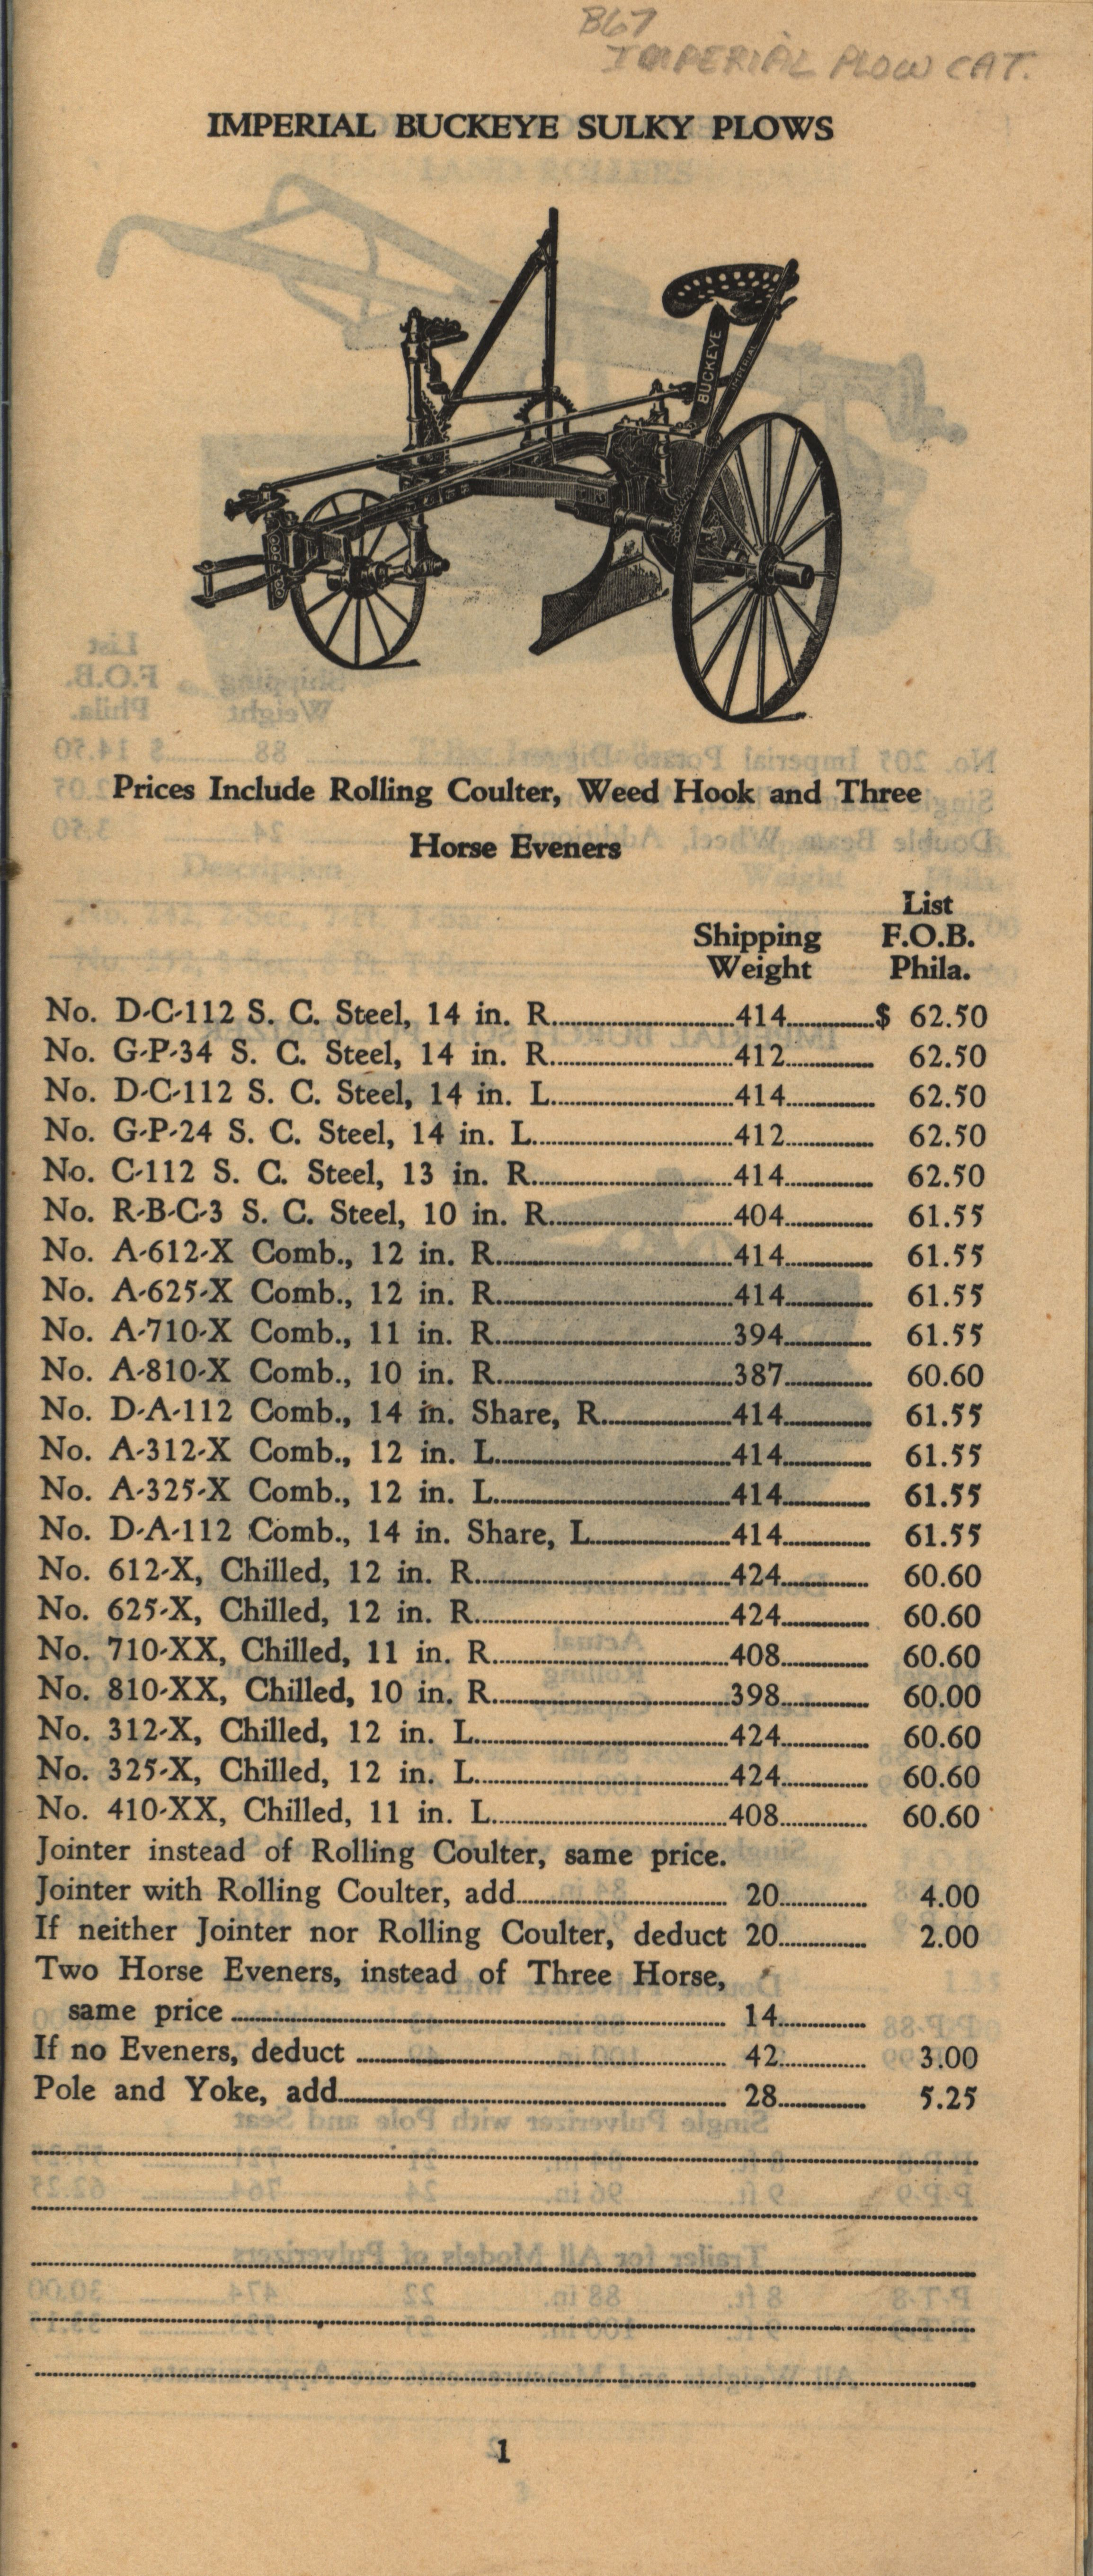 B67
IMPERIAL PLOW CAT.
IMPERIAL BUCKEYE SULKY PLOWS
BUCKEYE
IMPERIAL
Prices Include Rolling Coulter, Weed Hook and Three
Horse Eveners
List
Shipping F.O.B.
Weight Phila.
No. D-C-112 S. C. Steel, 14 in. R. 414 $ 62.50
No. G-P-34 S. C. Steel, 14 in. R. 412 62.50
No. D-C-112 S. C. Steel, 14 in. L. 414 62.50
No. G-P-24 S. C. Steel, 14 in. L. 412 62.50
No. C-112 S. C. Steel, 13 in. R. 414 62.50
No. R-B-C-3 S. C. Steel, 10 in. R. 404 61.55
No. A-612-X Comb., 12 in. R. 414 61.55
No. A-625-X Comb., 12 in. R. 414 61.55
No. A-710-X Comb., 11 in. R. 394 61.55
No. A-810-X Comb., 10 in. R. 387 60.60
No. D-A-112 Comb., 14 in. Share, R. 414 61.55
No. A-312-X Comb., 12 in. L. 414 61.55
No. A-325-X Comb., 12 in. L. 414 61.55
No. D-A-112 Comb., 14 in. Share, L. 414 61.55
No. 612-X, Chilled, 12 in. R. 424 60.60
No. 625-X, Chilled, 12 in. R. 424 60.60
No. 710-XX, Chilled, 11 in. R. 408 60.60
No. 810-XX, Chilled, 10 in. R. 398 60.00
No. 312-X, Chilled, 12 in. L. 424 60.60
No. 325-X, Chilled, 12 in. L. 424 60.60
No. 410-XX, Chilled, 11 in. L. 408 60.60
Jointer instead of Rolling Coulter, same price.
Jointer with Rolling Coulter, add 20 4.00
If neither Jointer nor Rolling Coulter, deduct 20 2.00
Two Horse Eveners, instead of Three Horse,
same price 14
If no Eveners, deduct 42 3.00
Pole and Yoke, add 28 5.25
1